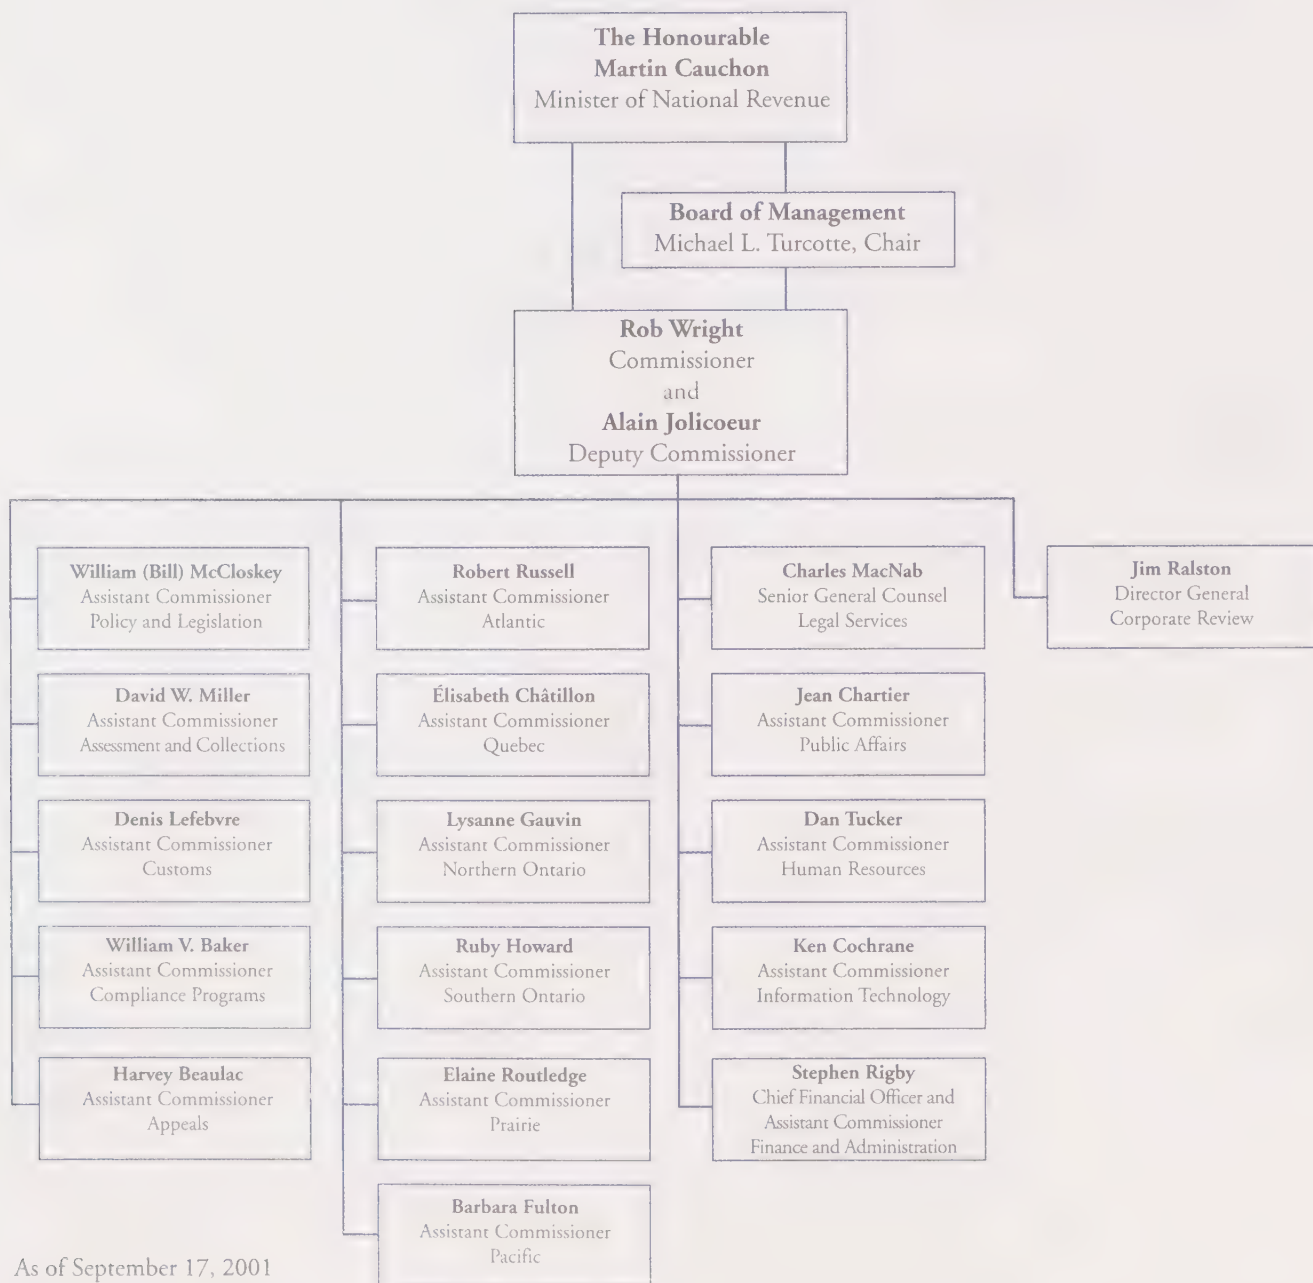 The Honourable
Martin Cauchon
Minister of National Revenue
Board of Management
Michael L. Turcotte, Chair
Rob Wright
Commissioner
and
Alain Jolicoeur
Deputy Commissioner
William (Bill) McCloskey
Assistant Commissioner
Policy and Legislation
David W. Miller
Assistant Commissioner
Assessment and Collections
Denis Lefebvre
Assistant Commissioner
Customs
William V. Baker
Assistant Commissioner
Compliance Programs
Harvey Beaulac
Assistant Commissioner
Appeals
Robert Russell
Assistant Commissioner
Atlantic
Élisabeth Châtillon
Assistant Commissioner
Quebec
Lysanne Gauvin
Assistant Commissioner
Northern Ontario
Ruby Howard
Assistant Commissioner
Southern Ontario
Elaine Routledge
Assistant Commissioner
Prairie
Barbara Fulton
Assistant Commissioner
Pacific
Charles MacNab
Senior General Counsel
Legal Services
Jean Chartier
Assistant Commissioner
Public Affairs
Dan Tucker
Assistant Commissioner
Human Resources
Ken Cochrane
Assistant Commissioner
Information Technology
Stephen Rigby
Chief Financial Officer and
Assistant Commissioner
Finance and Administration
Jim Ralston
Director General
Corporate Review
As of September 17, 2001